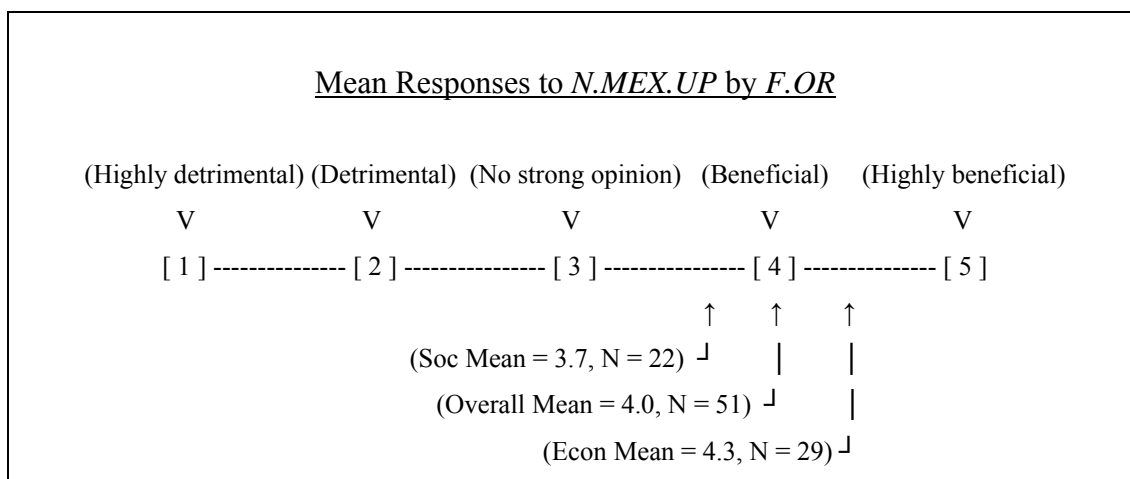 Mean Responses to N.MEX.UP by F.OR
(Highly detrimental) (Detrimental) (No strong opinion) (Beneficial) (Highly beneficial)
V V V V V
[ 1 ] --------------- [ 2 ] ---------------- [ 3 ] ---------------- [ 4 ] --------------- [ 5 ]
↑ ↑ ↑
(Soc Mean = 3.7, N = 22) ┘ │ │
(Overall Mean = 4.0, N = 51) ┘ │
(Econ Mean = 4.3, N = 29) ┘